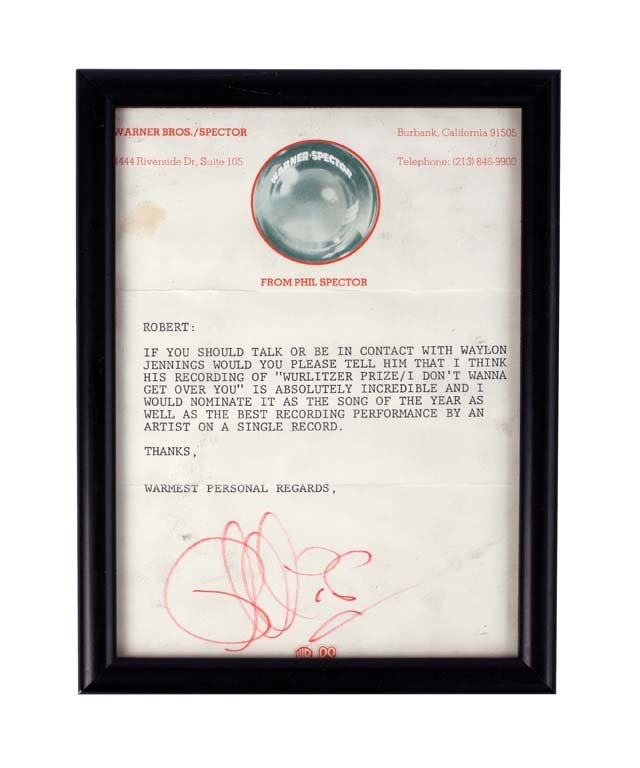 WARNER BROS./SPECTOR
Burbank, California 91505
4444 Riverside Dr, Suite 105
Telephone: (213) 846-9900
WARNER-SPECTOR
FROM PHIL SPECTOR
ROBERT:
IF YOU SHOULD TALK OR BE IN CONTACT WITH WAYLON
JENNINGS WOULD YOU PLEASE TELL HIM THAT I THINK
HIS RECORDING OF "WURLITZER PRIZE/I DON'T WANNA
GET OVER YOU" IS ABSOLUTELY INCREDIBLE AND I
WOULD NOMINATE IT AS THE SONG OF THE YEAR AS
WELL AS THE BEST RECORDING PERFORMANCE BY AN
ARTIST ON A SINGLE RECORD.
THANKS,
WARMEST PERSONAL REGARDS,